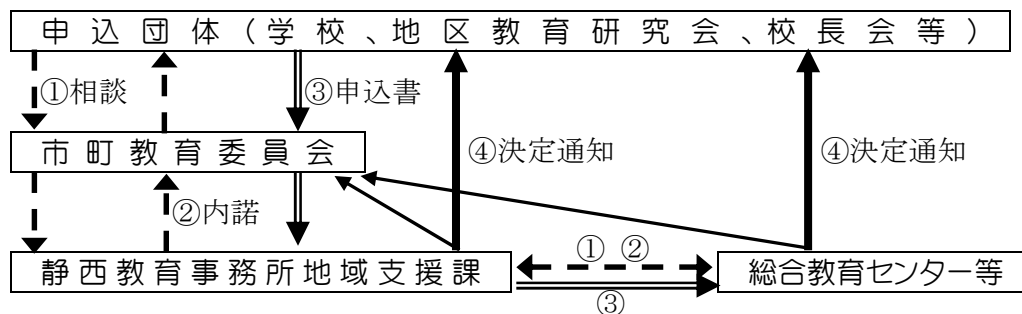 申込団体(学校、地区教育研究会、校長会等)
①相談
③申込書
市町教育委員会
④決定通知
④決定通知
②内諾
静西教育事務所地域支援課
① ②
総合教育センター等
③